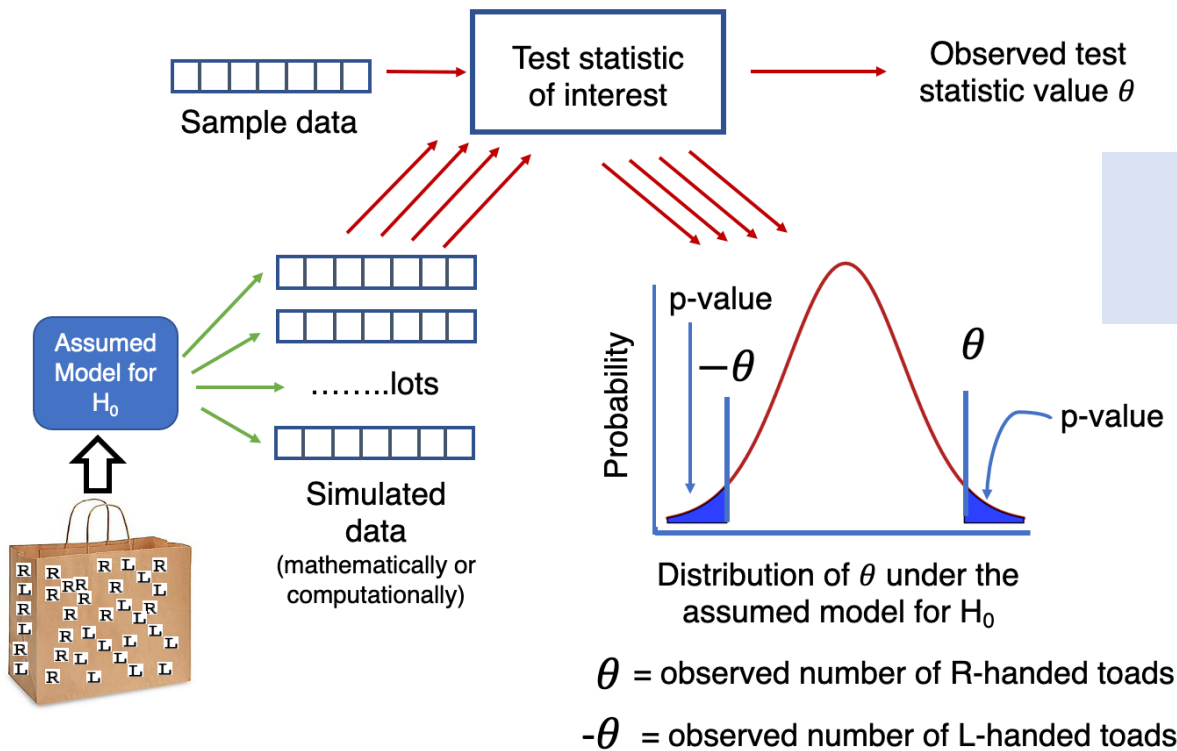 Test statistic
of interest
Observed test
statistic value θ
Sample data
p-value
−θ
θ
p-value
Probability
Assumed
Model for
H₀
........lots
Simulated
data
(mathematically or
computationally)
Distribution of θ under the
assumed model for H₀
θ = observed number of R-handed toads
-θ = observed number of L-handed toads
R R R L R
L R R R R L L
R R L R
R R L L L
L R L L L L
R R L L L L
L R L